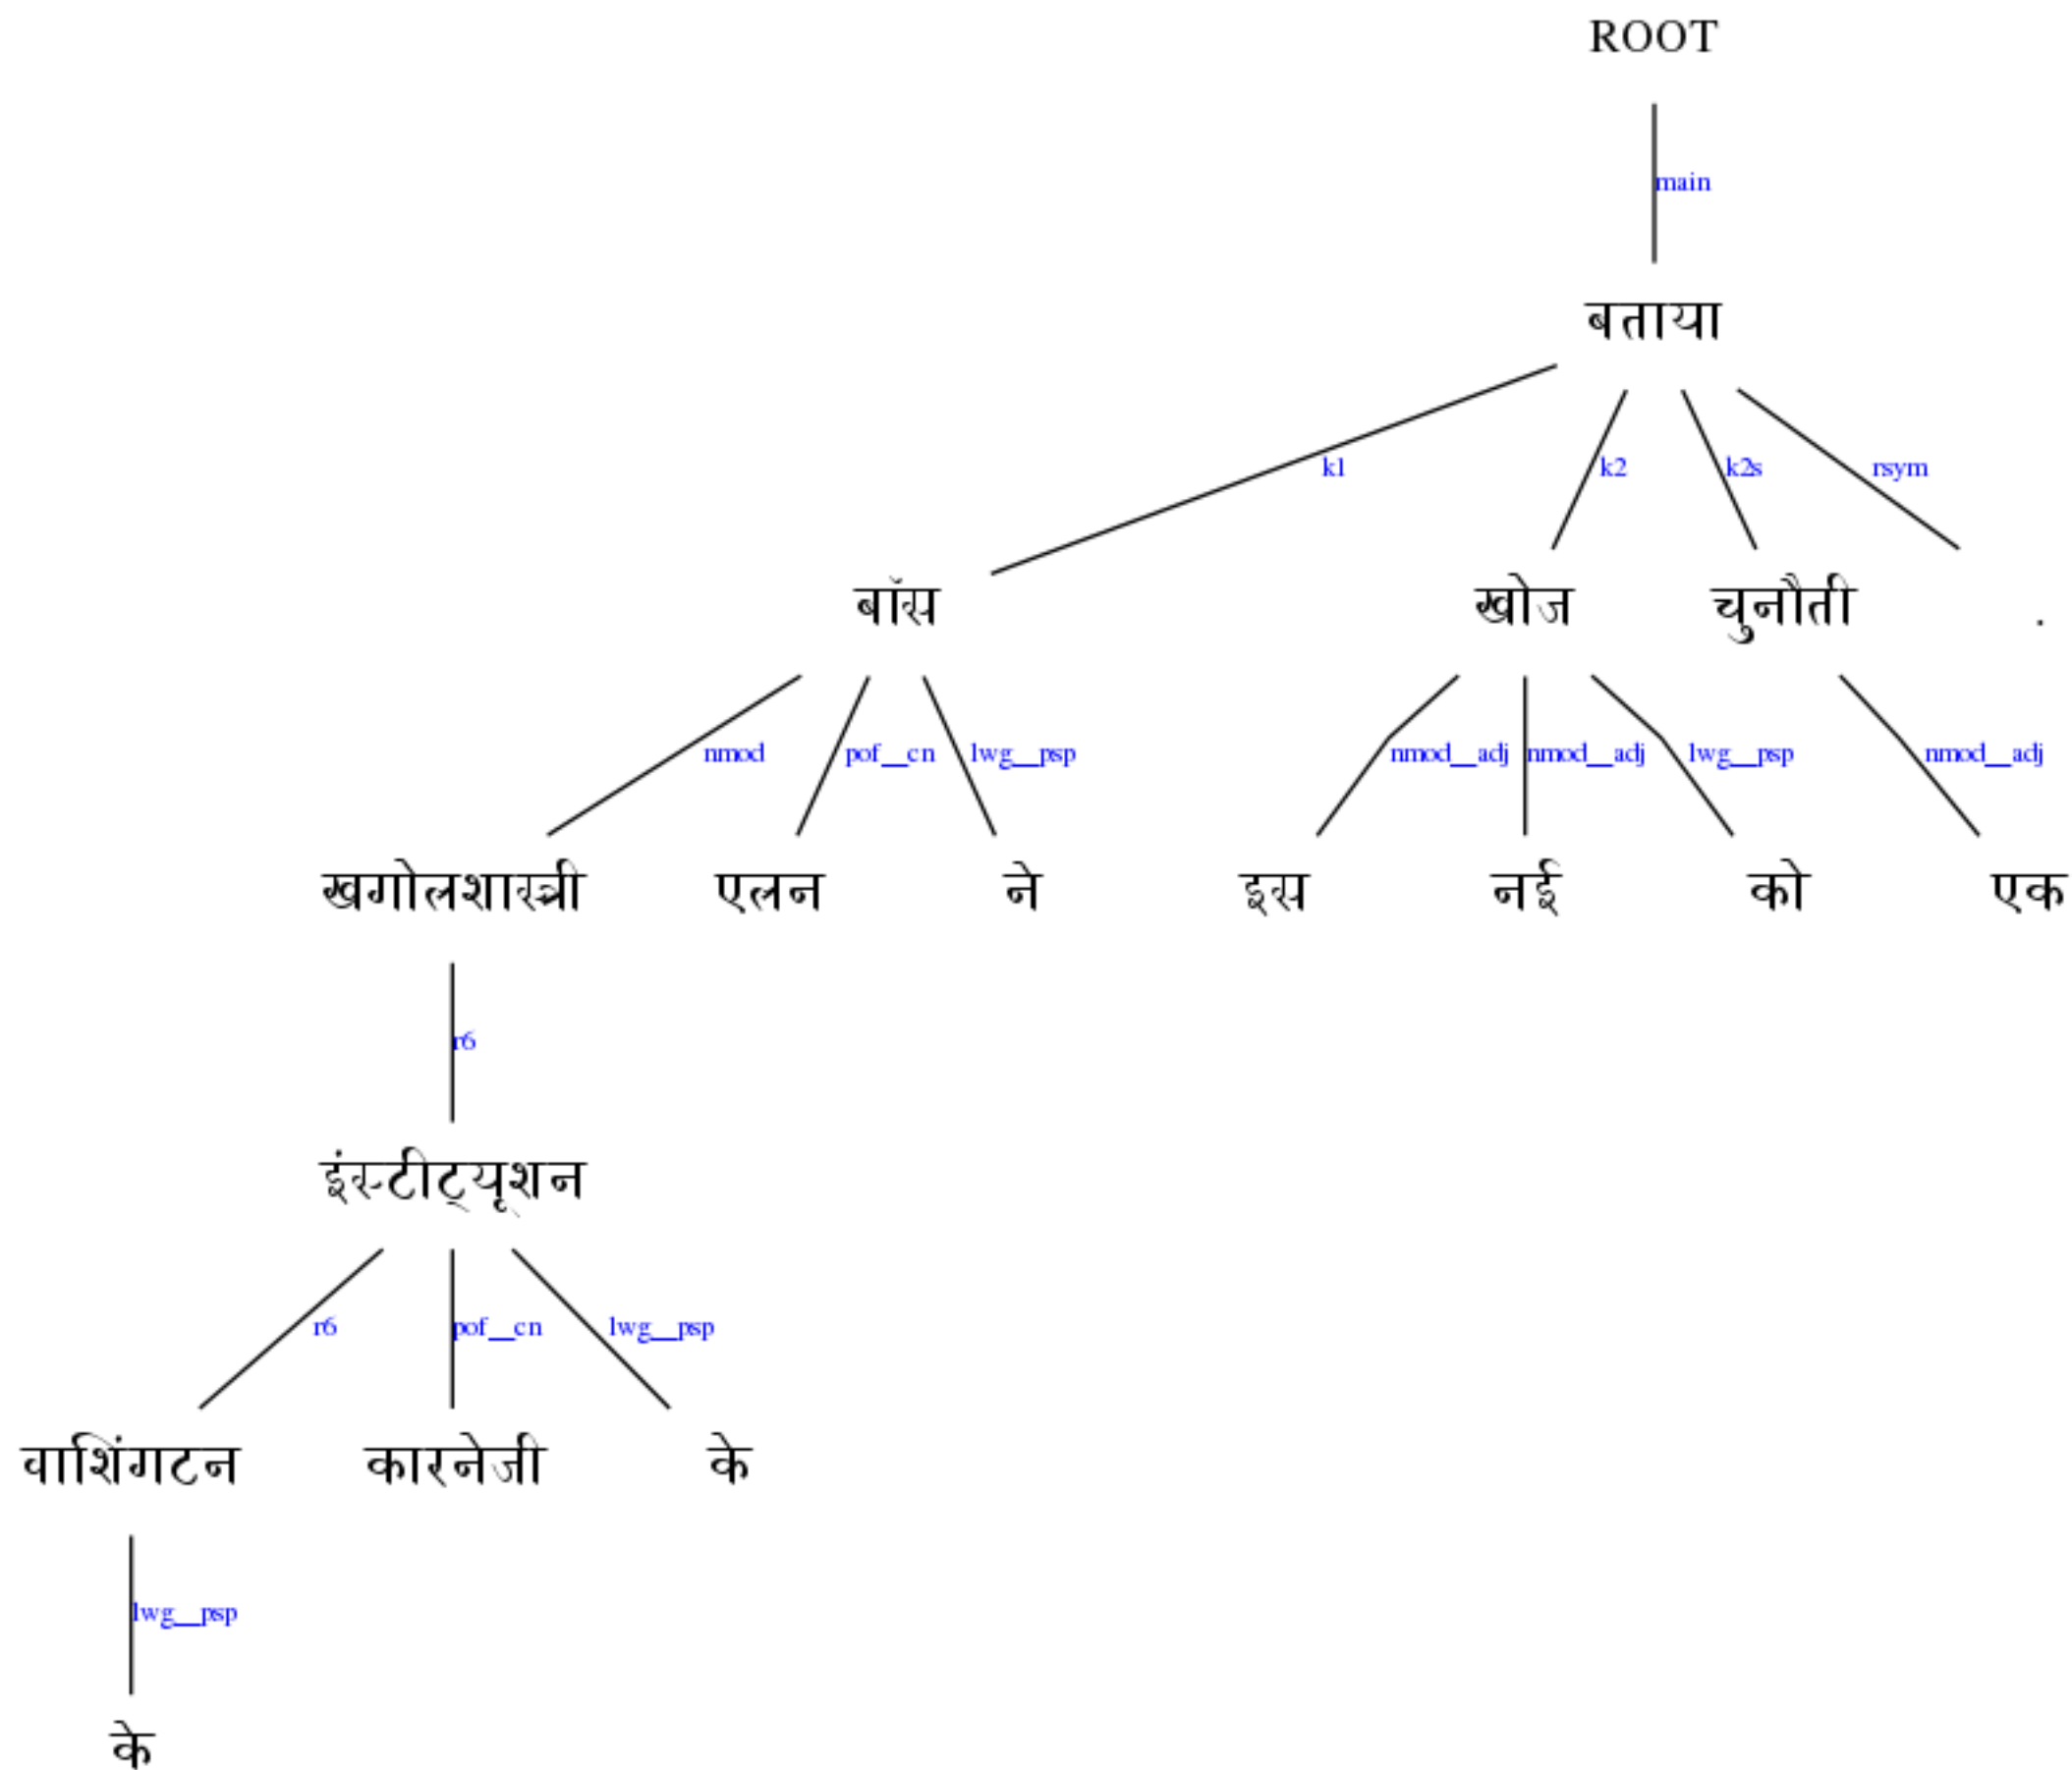 ROOT
main
बताया
k1 k2 k2s rsym
बॉस खोज चुनौती .
nmod pof__cn lwg__psp nmod__adj nmod__adj lwg__psp nmod__adj
खगोलशास्त्री एलन ने इस नई को एक
r6
इंस्टीट्यूशन
r6 pof__cn lwg__psp
वाशिंगटन कारनेजी के
lwg__psp
के